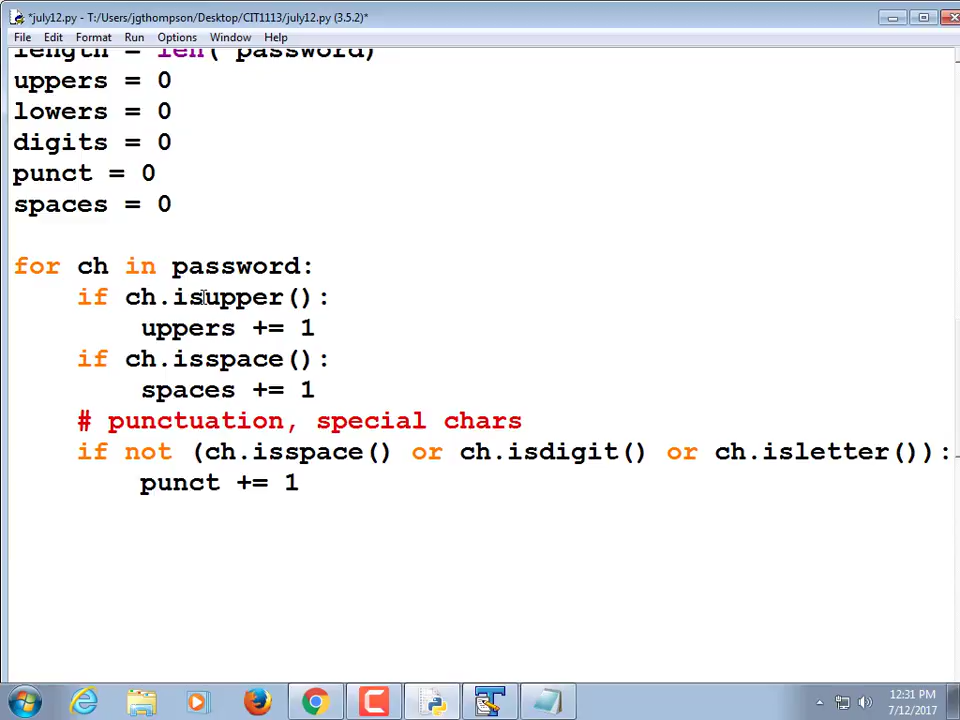 *july12.py - T:/Users/jgthompson/Desktop/CIT1113/july12.py (3.5.2)*
File Edit Format Run Options Window Help
length = len( password)
uppers = 0
lowers = 0
digits = 0
punct = 0
spaces = 0
for ch in password:
if ch.isupper():
uppers += 1
if ch.isspace():
spaces += 1
# punctuation, special chars
if not (ch.isspace() or ch.isdigit() or ch.isletter()):
punct += 1
12:31 PM
7/12/2017